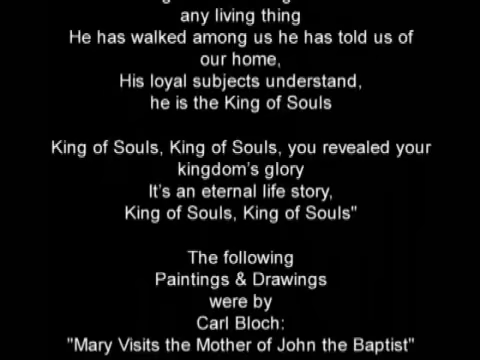 any living thing
He has walked among us he has told us of
our home,
His loyal subjects understand,
he is the King of Souls
King of Souls, King of Souls, you revealed your
kingdom's glory
It's an eternal life story,
King of Souls, King of Souls"
The following
Paintings & Drawings
were by
Carl Bloch:
"Mary Visits the Mother of John the Baptist"